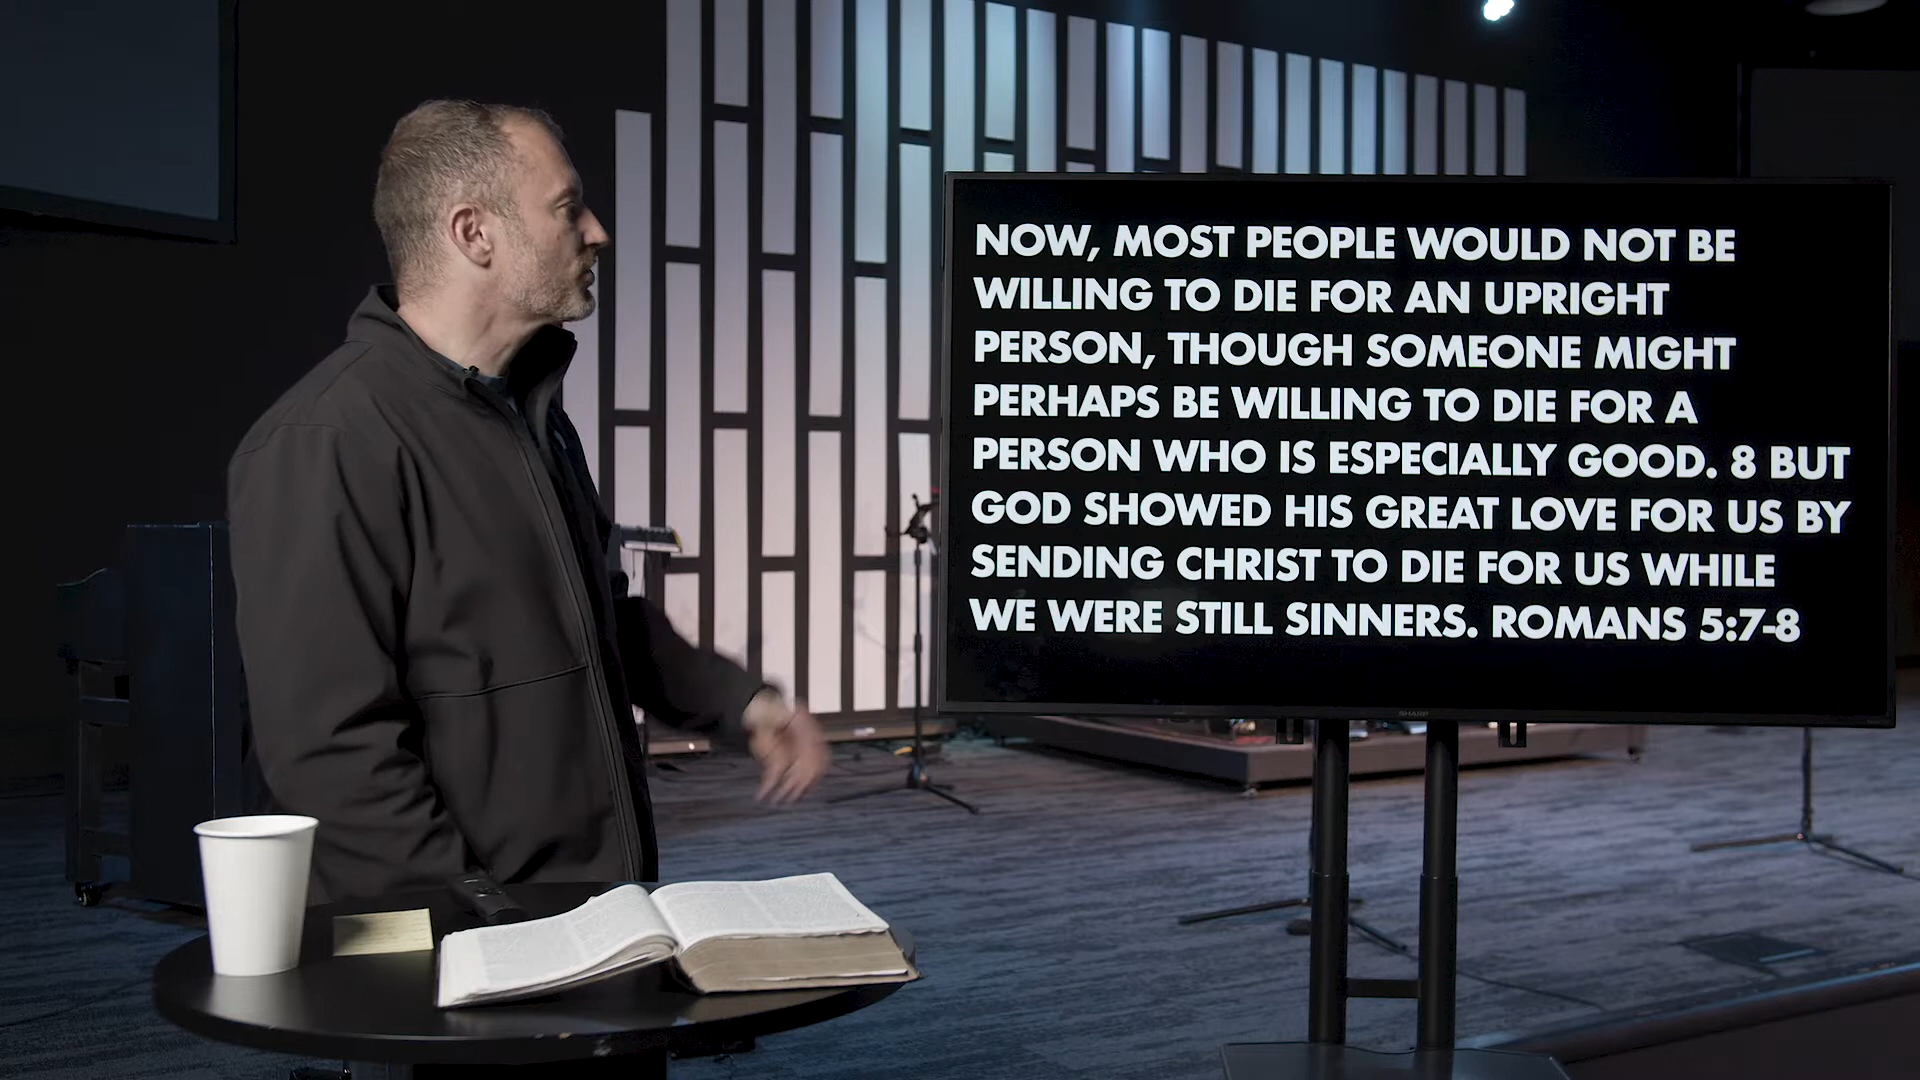 NOW, MOST PEOPLE WOULD NOT BE
WILLING TO DIE FOR AN UPRIGHT
PERSON, THOUGH SOMEONE MIGHT
PERHAPS BE WILLING TO DIE FOR A
PERSON WHO IS ESPECIALLY GOOD. 8 BUT
GOD SHOWED HIS GREAT LOVE FOR US BY
SENDING CHRIST TO DIE FOR US WHILE
WE WERE STILL SINNERS. ROMANS 5:7-8
SHARP